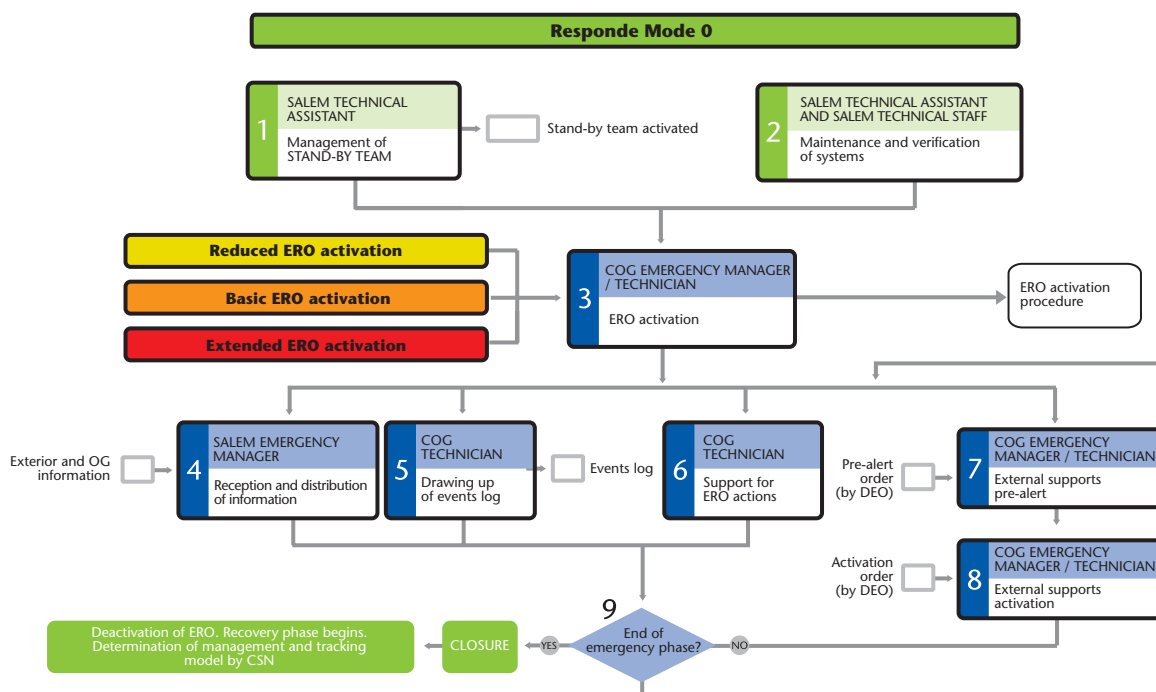 Responde Mode 0
1
SALEM TECHNICAL
ASSISTANT
Management of
STAND-BY TEAM
Stand-by team activated
2
SALEM TECHNICAL ASSISTANT
AND SALEM TECHNICAL STAFF
Maintenance and verification
of systems
Reduced ERO activation
Basic ERO activation
Extended ERO activation
3
COG EMERGENCY MANAGER
/ TECHNICIAN
ERO activation
ERO activation
procedure
Exterior and OG
information
4
SALEM EMERGENCY
MANAGER
Reception and distribution
of information
5
COG
TECHNICIAN
Drawing up
of events log
Events log
6
COG
TECHNICIAN
Support for
ERO actions
Pre-alert
order
(by DEO)
7
COG EMERGENCY
MANAGER / TECHNICIAN
External supports
pre-alert
Activation
order
(by DEO)
8
COG EMERGENCY
MANAGER / TECHNICIAN
External supports
activation
9
End of
emergency phase?
YES
NO
CLOSURE
Deactivation of ERO. Recovery phase begins.
Determination of management and tracking
model by CSN